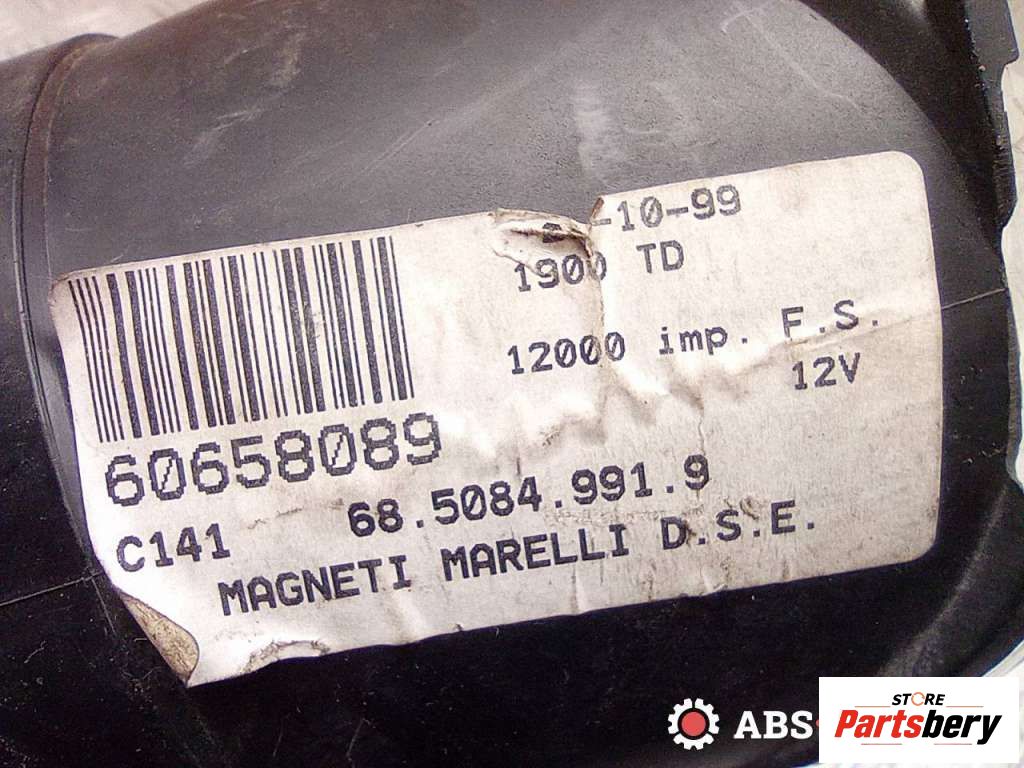 -10-99
1900 TD
12000 imp. F.S.
12V
60658089
C141 68.5084.991.9
MAGNETI MARELLI D.S.E.
ABS
STORE
Partsbery